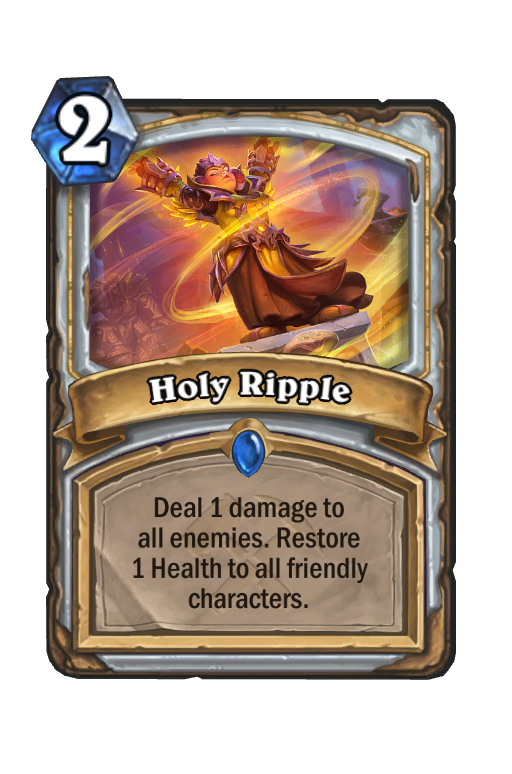 2
Holy Ripple
Deal 1 damage to
all enemies. Restore
1 Health to all friendly
characters.